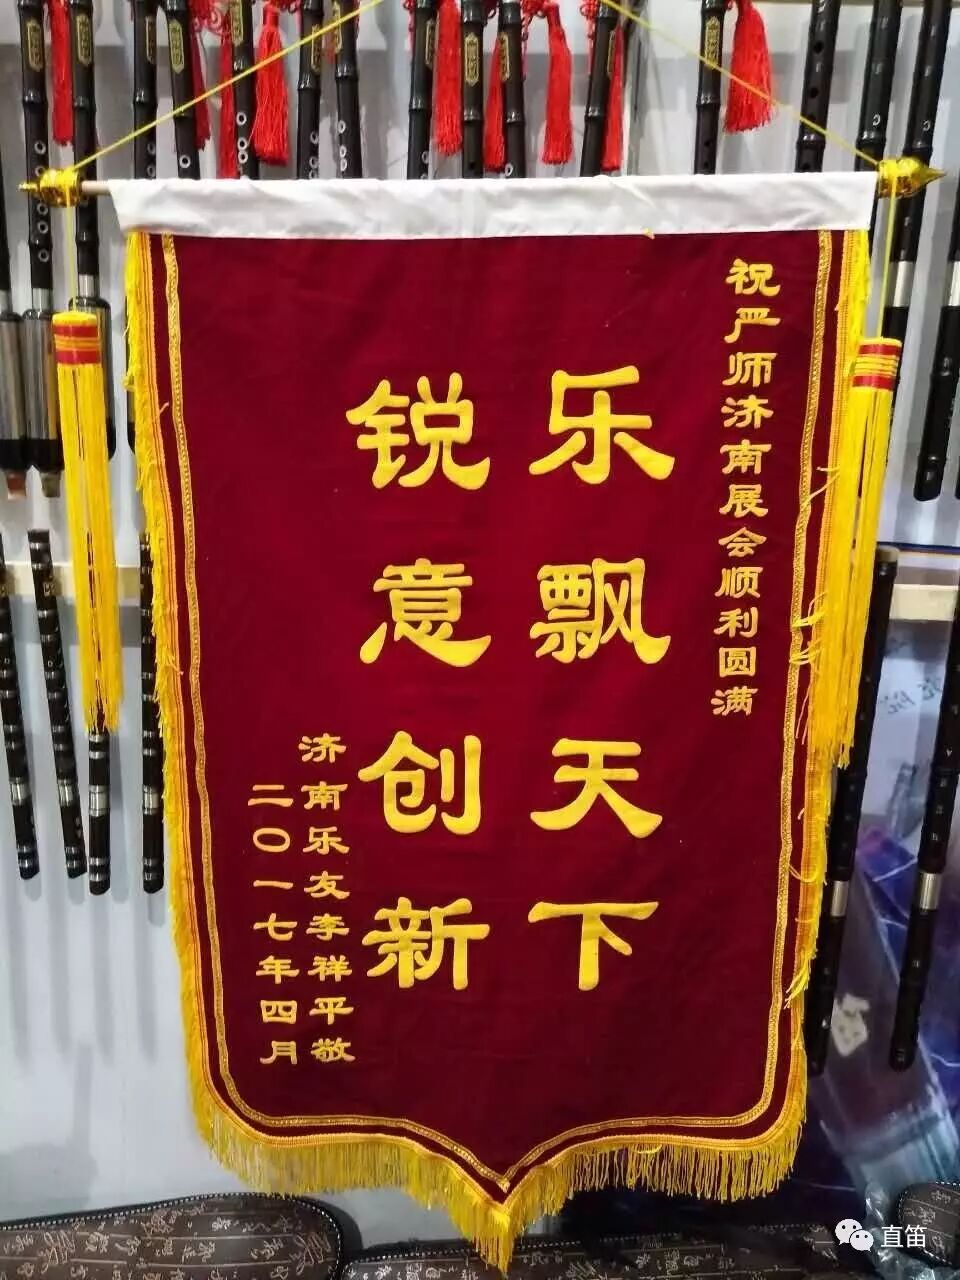 祝严师济南展会顺利圆满
乐飘天下
锐意创新
济南乐友李祥平敬
二〇一七年四月
直笛